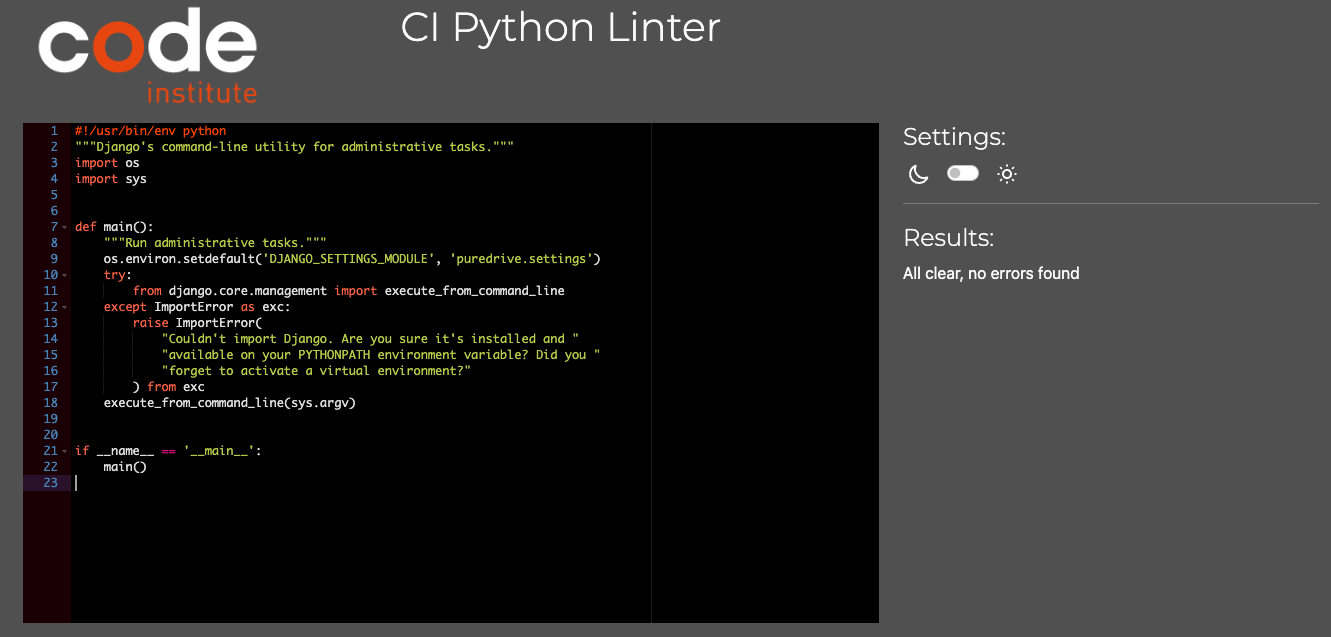 code
institute
CI Python Linter
1 #!/usr/bin/env python
2 """Django's command-line utility for administrative tasks."""
3 import os
4 import sys
5
6
7 def main():
8     """Run administrative tasks."""
9     os.environ.setdefault('DJANGO_SETTINGS_MODULE', 'puredrive.settings')
10     try:
11         from django.core.management import execute_from_command_line
12     except ImportError as exc:
13         raise ImportError(
14             "Couldn't import Django. Are you sure it's installed and "
15             "available on your PYTHONPATH environment variable? Did you "
16             "forget to activate a virtual environment?"
17         ) from exc
18     execute_from_command_line(sys.argv)
19
20
21 if __name__ == '__main__':
22     main()
23
Settings:
Results:
All clear, no errors found